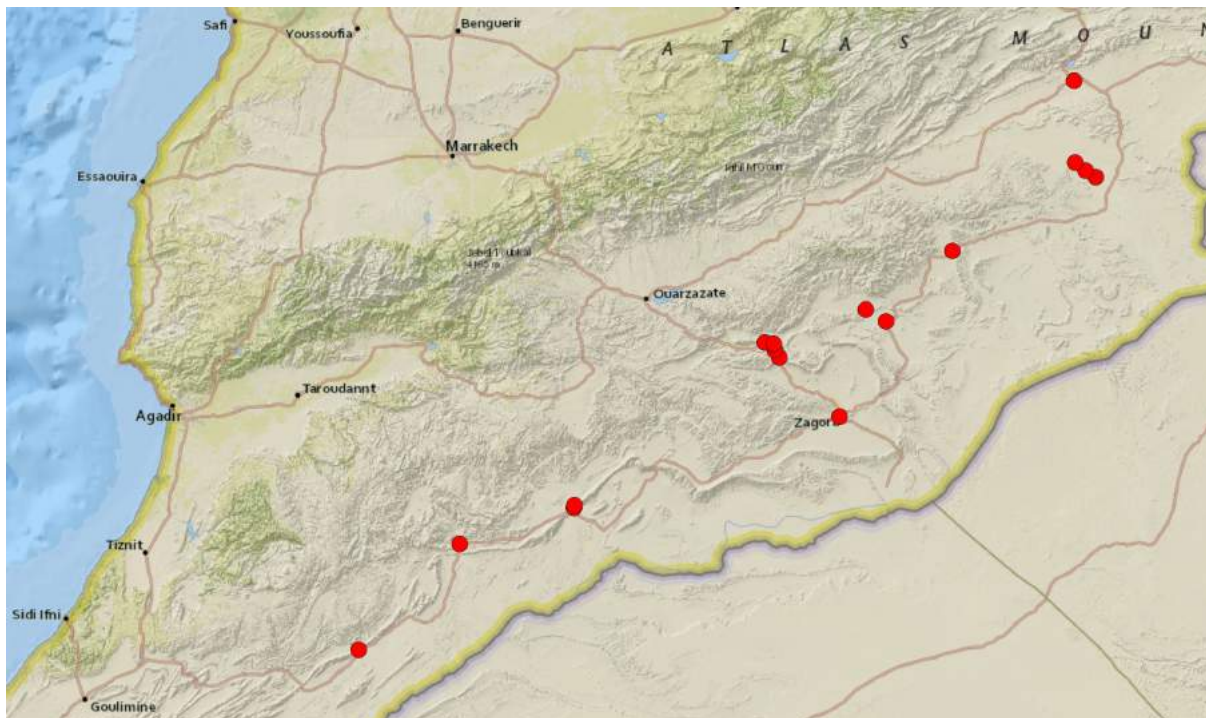 Safi
Youssoufia
Benguerir
A T L A S M O U N
Marrakech
Essaouira
Ouarzazate
Taroudannt
Agadir
Zagora
Tiznit
Sidi Ifni
Goulimine